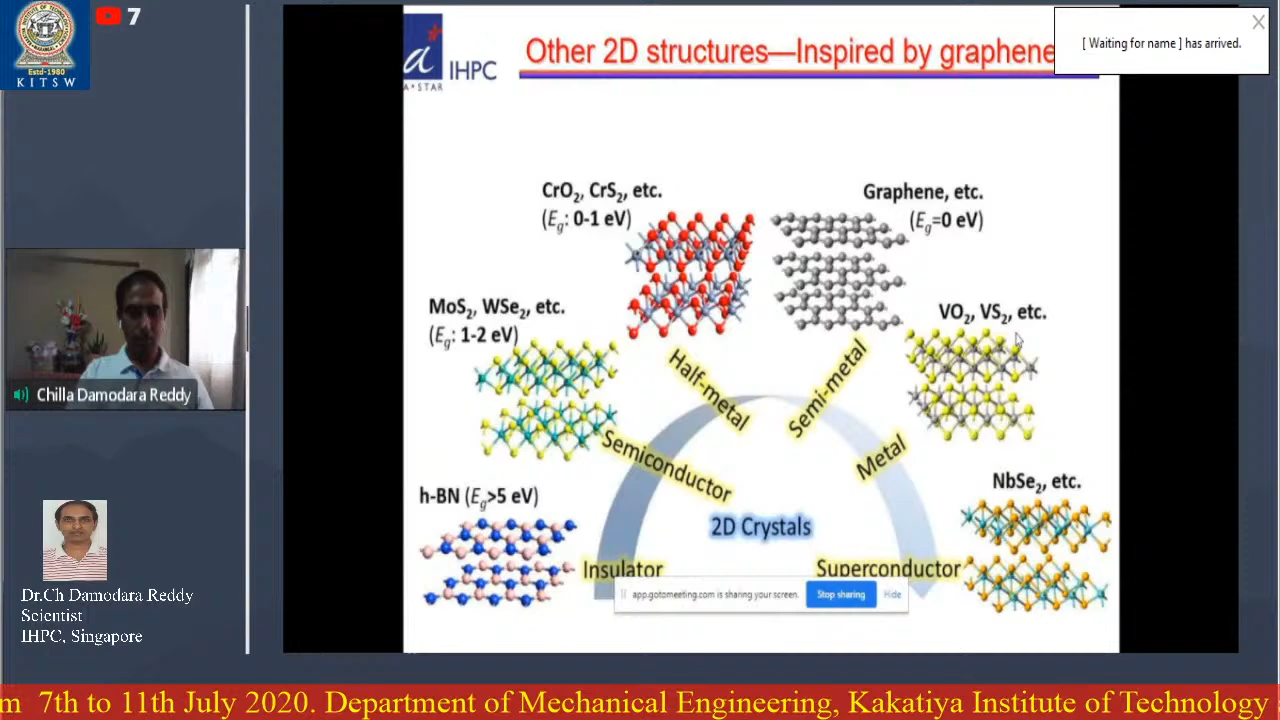 Estd-1980
K I T S W
7
a
A★STAR
IHPC
Other 2D structures—Inspired by graphene
[ Waiting for name ] has arrived.
CrO₂, CrS₂, etc.
(Eg: 0-1 eV)
Graphene, etc.
(Eg=0 eV)
MoS₂, WSe₂, etc.
(Eg: 1-2 eV)
VO₂, VS₂, etc.
Half-metal
Semi-metal
Semiconductor
Metal
h-BN (Eg>5 eV)
NbSe₂, etc.
2D Crystals
Insulator
Superconductor
app.gotomeeting.com is sharing your screen.
Stop sharing
Hide
Chilla Damodara Reddy
Dr.Ch Damodara Reddy
Scientist
IHPC, Singapore
m 7th to 11th July 2020. Department of Mechanical Engineering, Kakatiya Institute of Technology